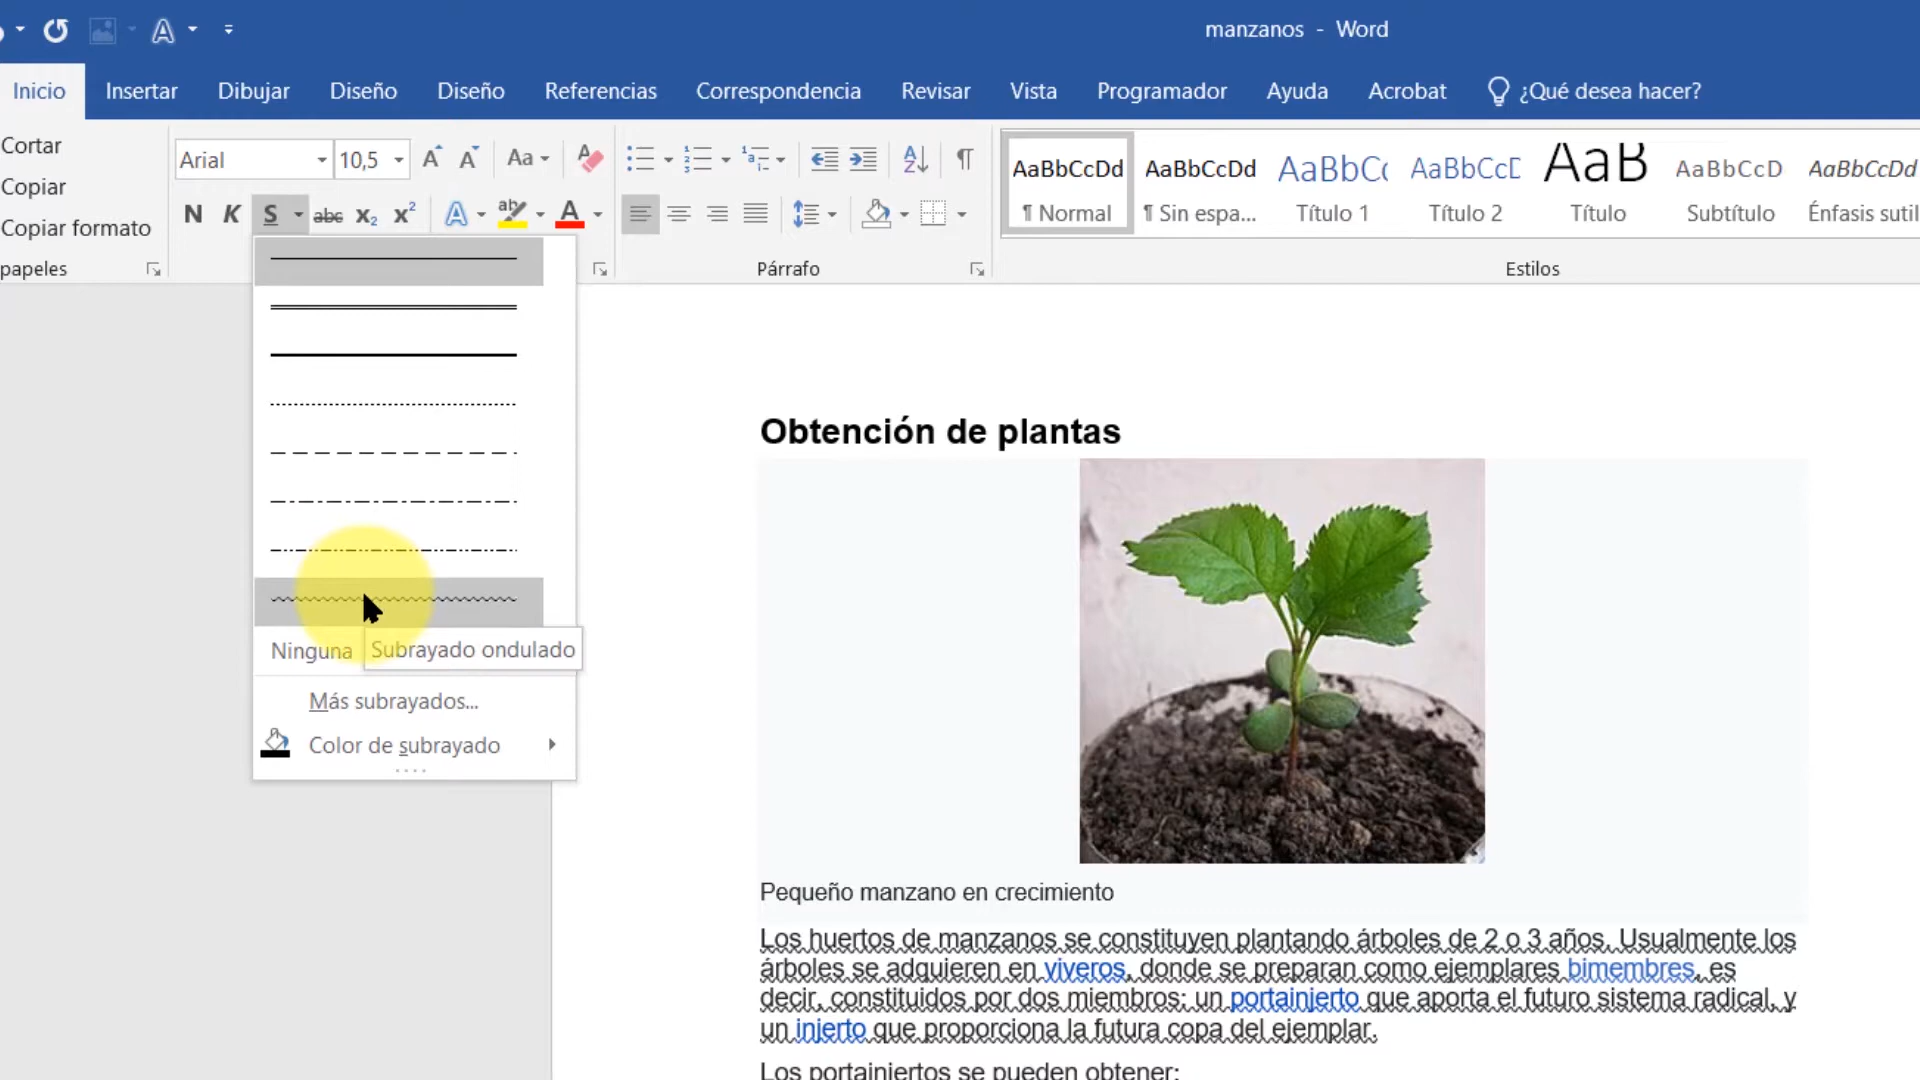 manzanos - Word
Inicio Insertar Dibujar Diseño Diseño Referencias Correspondencia Revisar Vista Programador Ayuda Acrobat ¿Qué desea hacer?
Cortar
Copiar
Copiar formato
papeles
Arial 10,5 Aa
N K S abc x₂ x² A ab A
Párrafo
AaBbCcDd AaBbCcDd AaBbC AaBbCcD AaB AaBbCcD AaBbCcDd
¶ Normal ¶ Sin espa... Título 1 Título 2 Título Subtítulo Énfasis sutil
Estilos
Ninguna
Subrayado ondulado
Más subrayados...
Color de subrayado
Obtención de plantas
Pequeño manzano en crecimiento
Los huertos de manzanos se constituyen plantando árboles de 2 o 3 años. Usualmente los
árboles se adquieren en viveros, donde se preparan como ejemplares bimembres, es
decir, constituidos por dos miembros: un portainjerto que aporta el futuro sistema radical, y
un injerto que proporciona la futura copa del ejemplar.
Los portainjertos se pueden obtener: